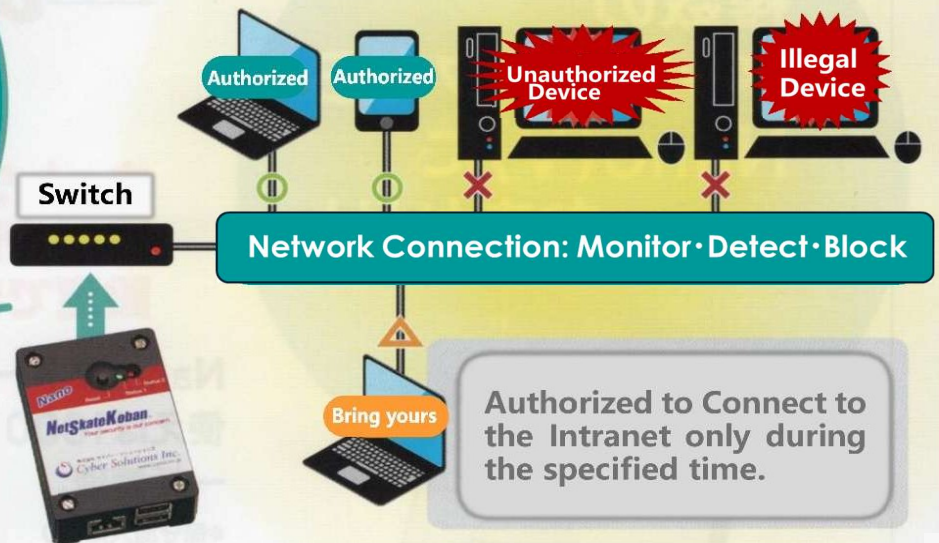 Authorized
Authorized
Unauthorized
Device
Illegal
Device
Switch
Network Connection: Monitor・Detect・Block
Bring yours
Authorized to Connect to
the Intranet only during
the specified time.
Nano
NetSkateKoban
Your security is our concern
Cyber Solutions Inc.